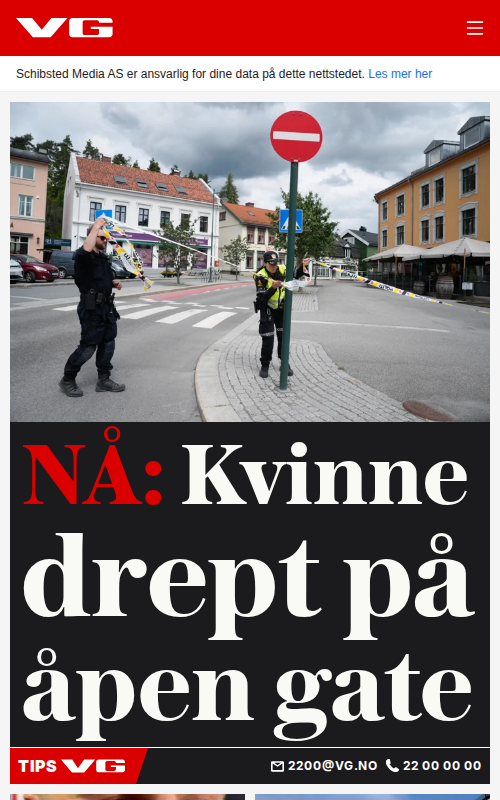 VG
Schibsted Media AS er ansvarlig for dine data på dette nettstedet. Les mer her
NÅ: Kvinne
drept på
åpen gate
TIPS VG
2200@VG.NO
22 00 00 00